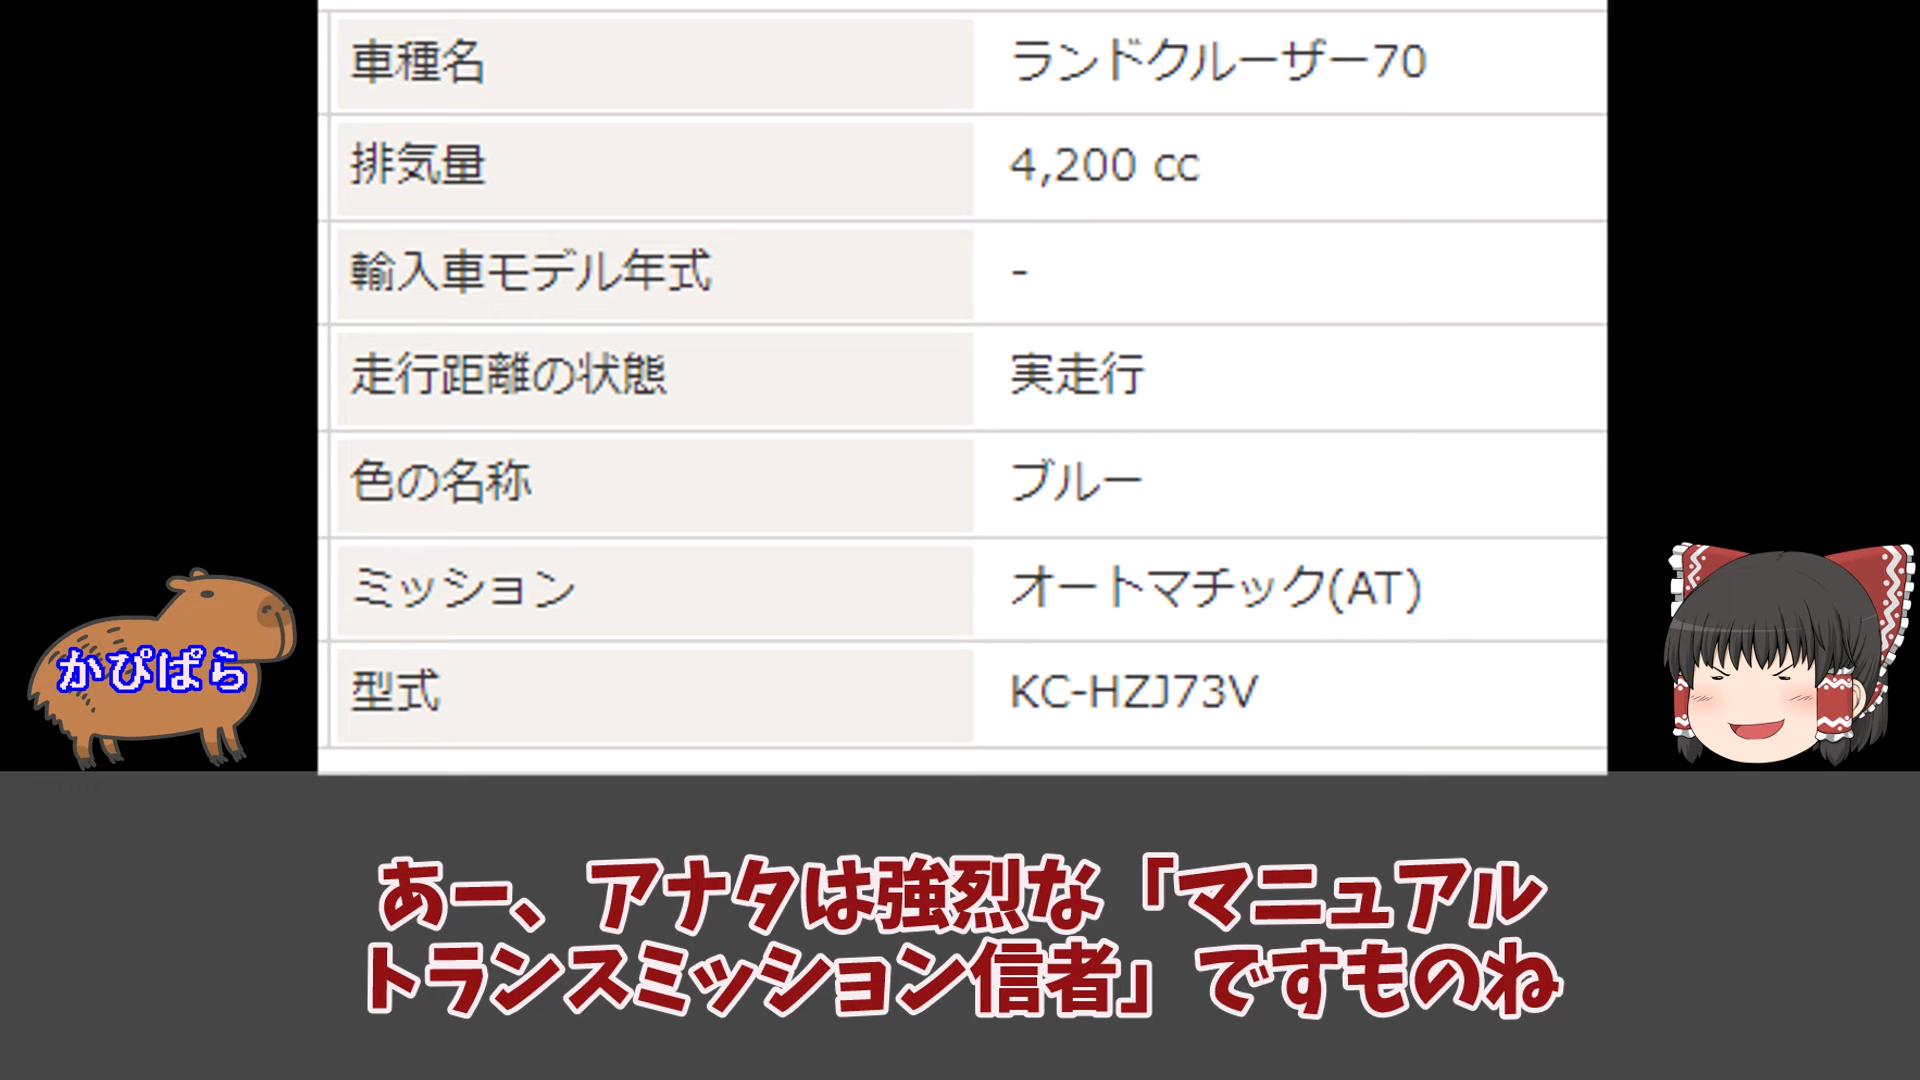 車種名 ランドクルーザー70
排気量 4,200 cc
輸入車モデル年式 -
走行距離の状態 実走行
色の名称 ブルー
ミッション オートマチック(AT)
型式 KC-HZJ73V
かぴぱら
あー、アナタは強烈な「マニュアル
トランスミッション信者」ですものね